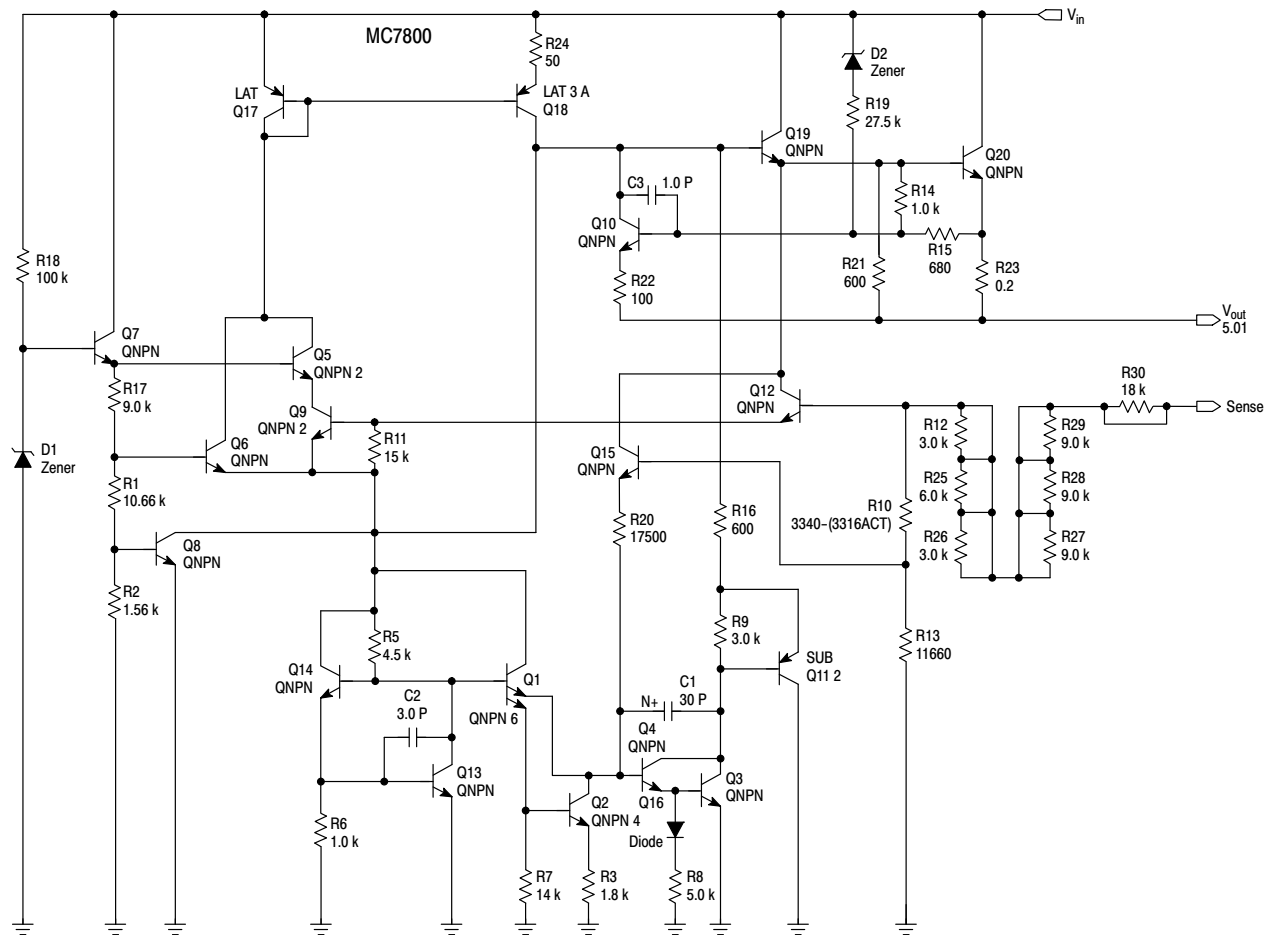 MC7800
Vin
R24
50
D2
Zener
LAT
Q17
LAT 3 A
Q18
R19
27.5 k
Q19
QNPN
Q20
QNPN
C3
1.0 P
R14
1.0 k
Q10
QNPN
R18
100 k
R22
100
R21
600
R15
680
R23
0.2
Vout
5.01
Q7
QNPN
Q5
QNPN 2
R17
9.0 k
R30
18 k
Sense
Q12
QNPN
Q9
QNPN 2
R11
15 k
R12
3.0 k
R29
9.0 k
D1
Zener
Q6
QNPN
Q15
QNPN
R1
10.66 k
R25
6.0 k
R28
9.0 k
R20
17500
R16
600
R10
3340-(3316ACT)
R26
3.0 k
R27
9.0 k
Q8
QNPN
R2
1.56 k
R5
4.5 k
R9
3.0 k
R13
11660
Q14
QNPN
Q1
QNPN 6
SUB
Q11 2
C2
3.0 P
N+
C1
30 P
Q4
QNPN
Q13
QNPN
Q2
QNPN 4
Q16
Q3
QNPN
R6
1.0 k
Diode
R7
14 k
R3
1.8 k
R8
5.0 k